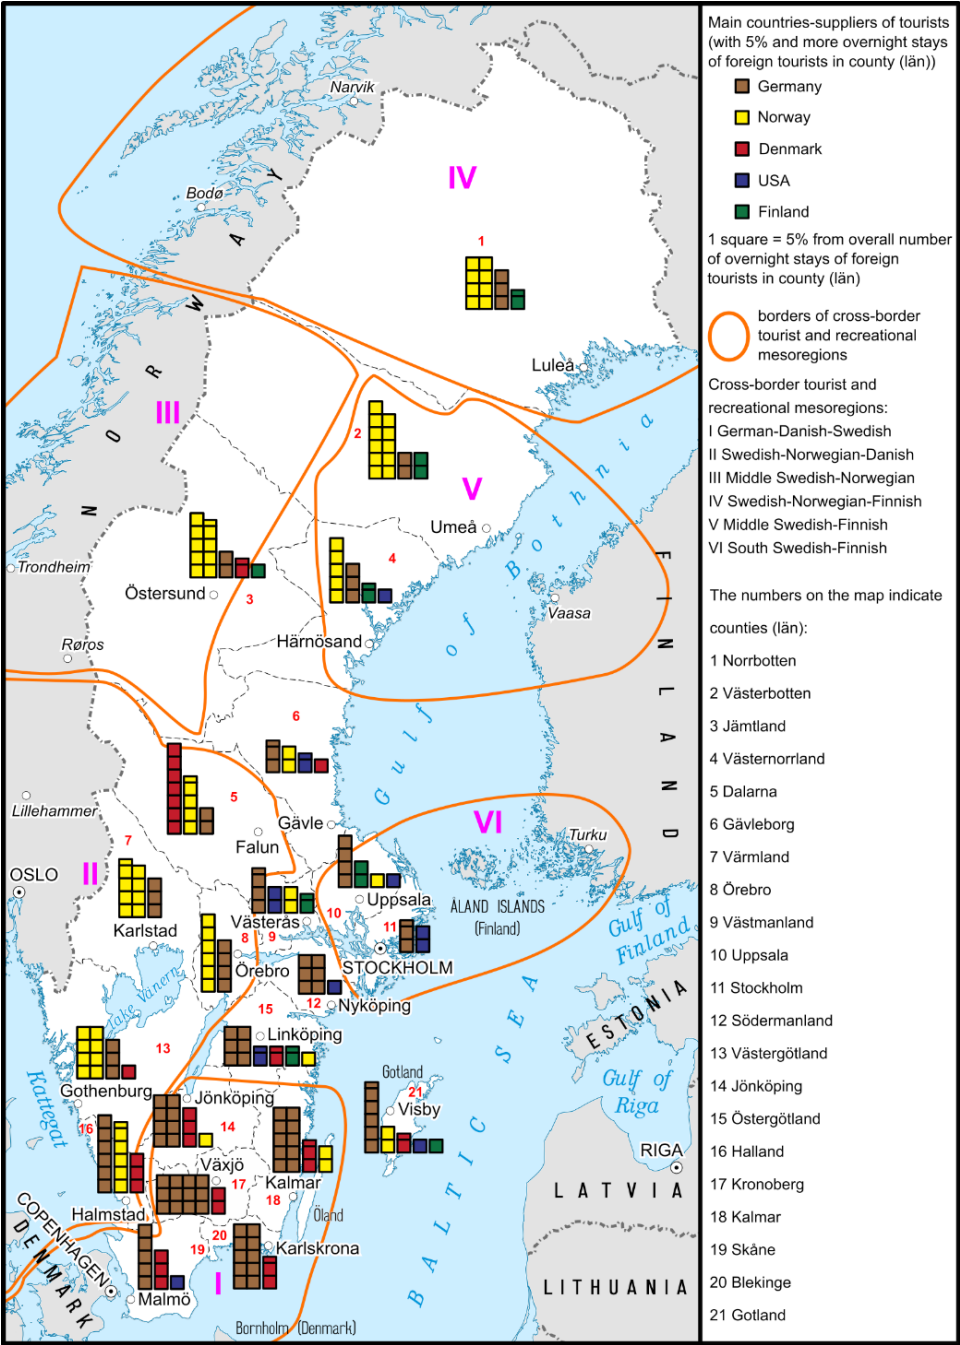 Main countries-suppliers of tourists
(with 5% and more overnight stays
of foreign tourists in county (län))
Germany
Norway
Denmark
USA
Finland
1 square = 5% from overall number
of overnight stays of foreign
tourists in county (län)
borders of cross-border
tourist and recreational
mesoregions
Cross-border tourist and
recreational mesoregions:
I German-Danish-Swedish
II Swedish-Norwegian-Danish
III Middle Swedish-Norwegian
IV Swedish-Norwegian-Finnish
V Middle Swedish-Finnish
VI South Swedish-Finnish
The numbers on the map indicate
counties (län):
1 Norrbotten
2 Västerbotten
3 Jämtland
4 Västernorrland
5 Dalarna
6 Gävleborg
7 Värmland
8 Örebro
9 Västmanland
10 Uppsala
11 Stockholm
12 Södermanland
13 Västergötland
14 Jönköping
15 Östergötland
16 Halland
17 Kronoberg
18 Kalmar
19 Skåne
20 Blekinge
21 Gotland
Narvik
IV
Bodø
NORWAY
1
Luleå
III
2
V
Umeå
Gulf of Bothnia
4
FINLAND
Trondheim
Östersund
3
Vaasa
Härnösand
Røros
6
5
Lillehammer
Gävle
VI
Turku
7
Falun
II
OSLO
Uppsala
ÅLAND ISLANDS
(Finland)
Gulf of
Finland
10
11
Västerås
Karlstad
8
9
Örebro
STOCKHOLM
Lake Vänern
12
Nyköping
15
ESTONIA
Linköping
13
Gothenburg
Kattegat
Gotland
21
Visby
Gulf of
Riga
Jönköping
14
16
RIGA
Växjö
17
Kalmar
18
LATVIA
Halmstad
Öland
BALTIC SEA
COPENHAGEN
DENMARK
20
19
Karlskrona
I
Malmö
LITHUANIA
Bornholm (Denmark)